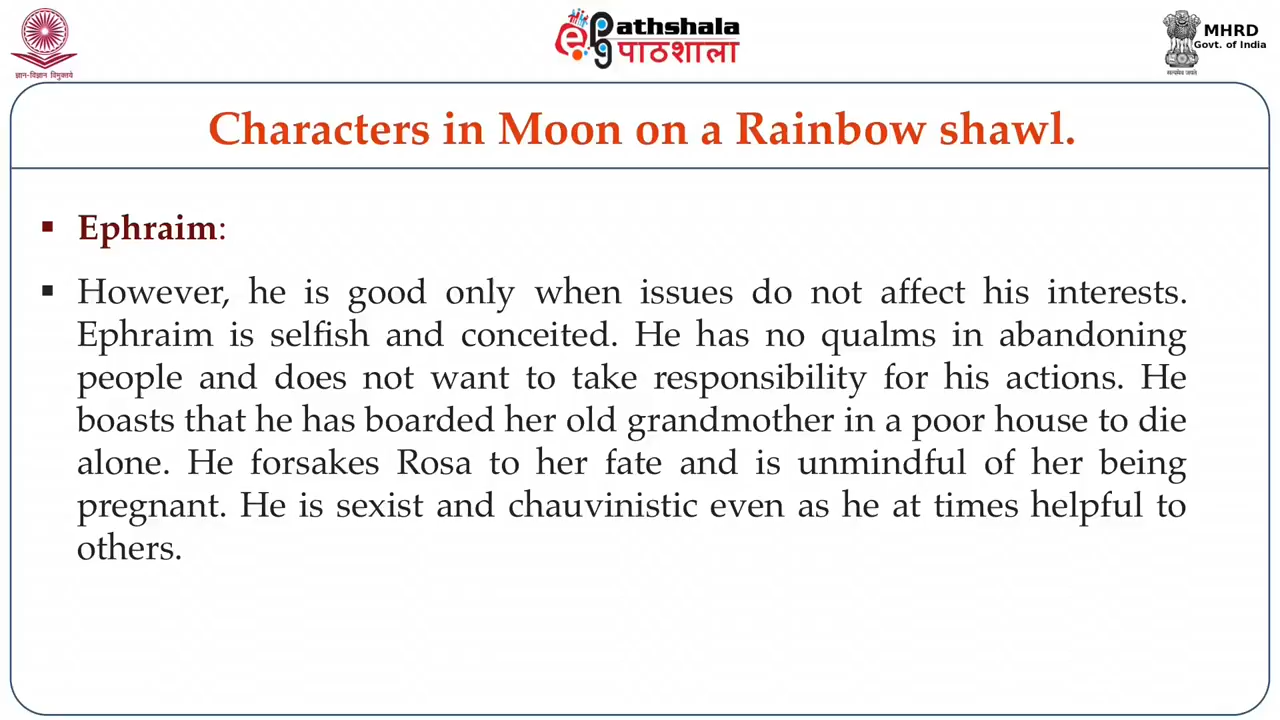 ज्ञान-विज्ञान विमुक्तये
ePathshala
पाठशाला
MHRD
Govt. of India
सत्यमेव जयते
Characters in Moon on a Rainbow shawl.
▪ Ephraim:
▪ However, he is good only when issues do not affect his interests.
Ephraim is selfish and conceited. He has no qualms in abandoning
people and does not want to take responsibility for his actions. He
boasts that he has boarded her old grandmother in a poor house to die
alone. He forsakes Rosa to her fate and is unmindful of her being
pregnant. He is sexist and chauvinistic even as he at times helpful to
others.